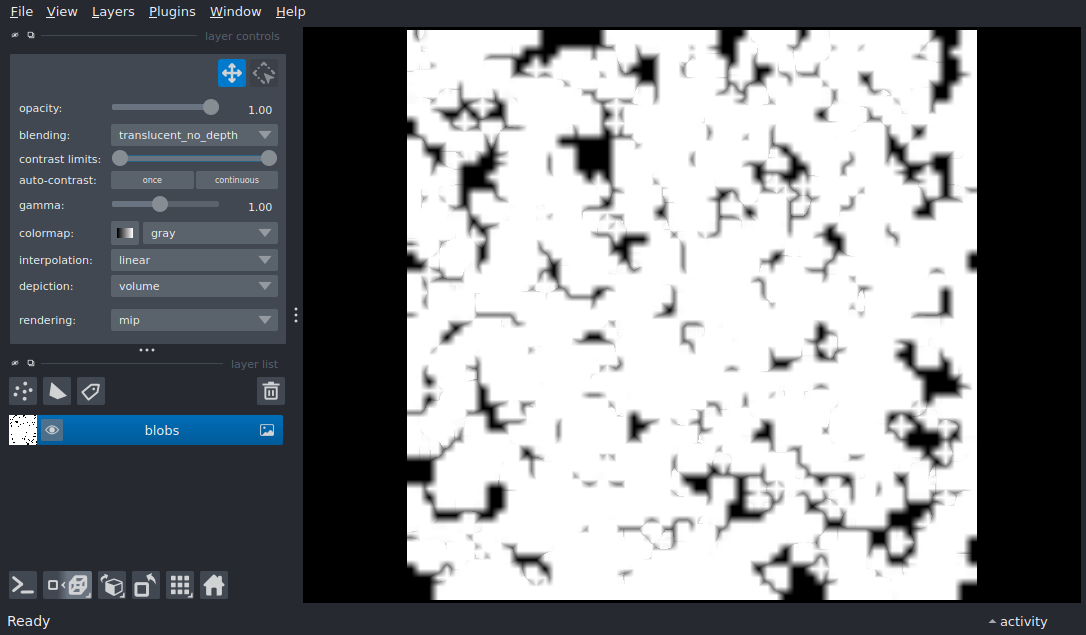 File View Layers Plugins Window Help
layer controls
opacity: 1.00
blending: translucent_no_depth
contrast limits:
auto-contrast: once continuous
gamma: 1.00
colormap: gray
interpolation: linear
depiction: volume
rendering: mip
layer list
blobs
Ready activity